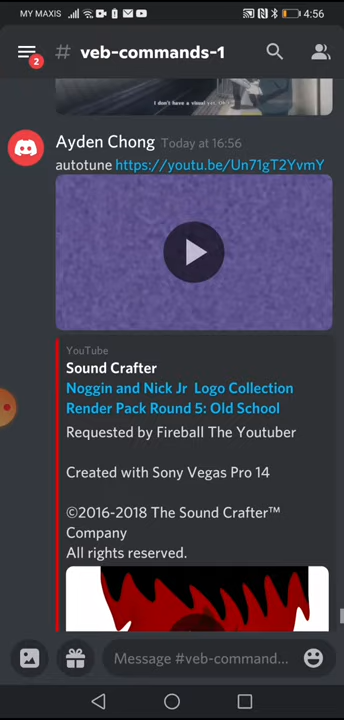 MY MAXIS 4:56
2 # veb-commands-1
I don't have a visual yet.
Ayden Chong Today at 16:56
autotune https://youtu.be/Un71gT2YvmY
YouTube
Sound Crafter
Noggin and Nick Jr Logo Collection
Render Pack Round 5: Old School
Requested by Fireball The Youtuber
Created with Sony Vegas Pro 14
©2016-2018 The Sound Crafter™
Company
All rights reserved.
Message #veb-command...